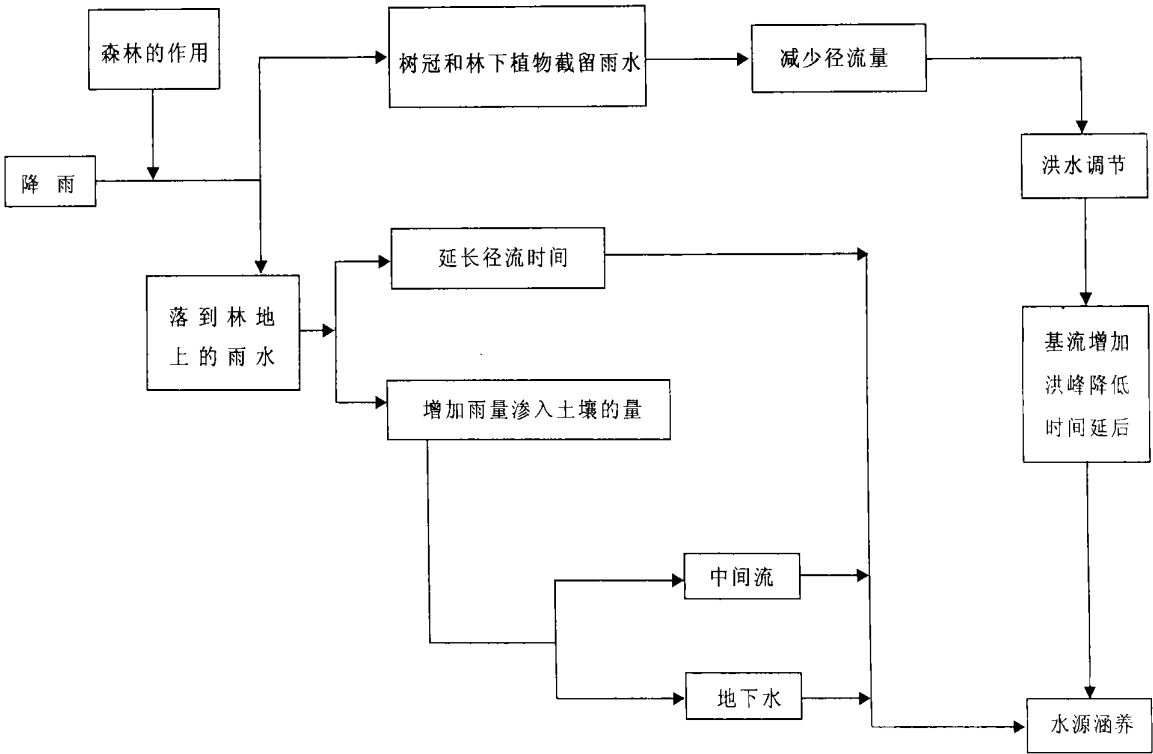 森林的作用
树冠和林下植物截留雨水
减少径流量
降雨
洪水调节
延长径流时间
落到林地
上的雨水
增加雨量渗入土壤的量
基流增加
洪峰降低
时间延后
中间流
地下水
水源涵养